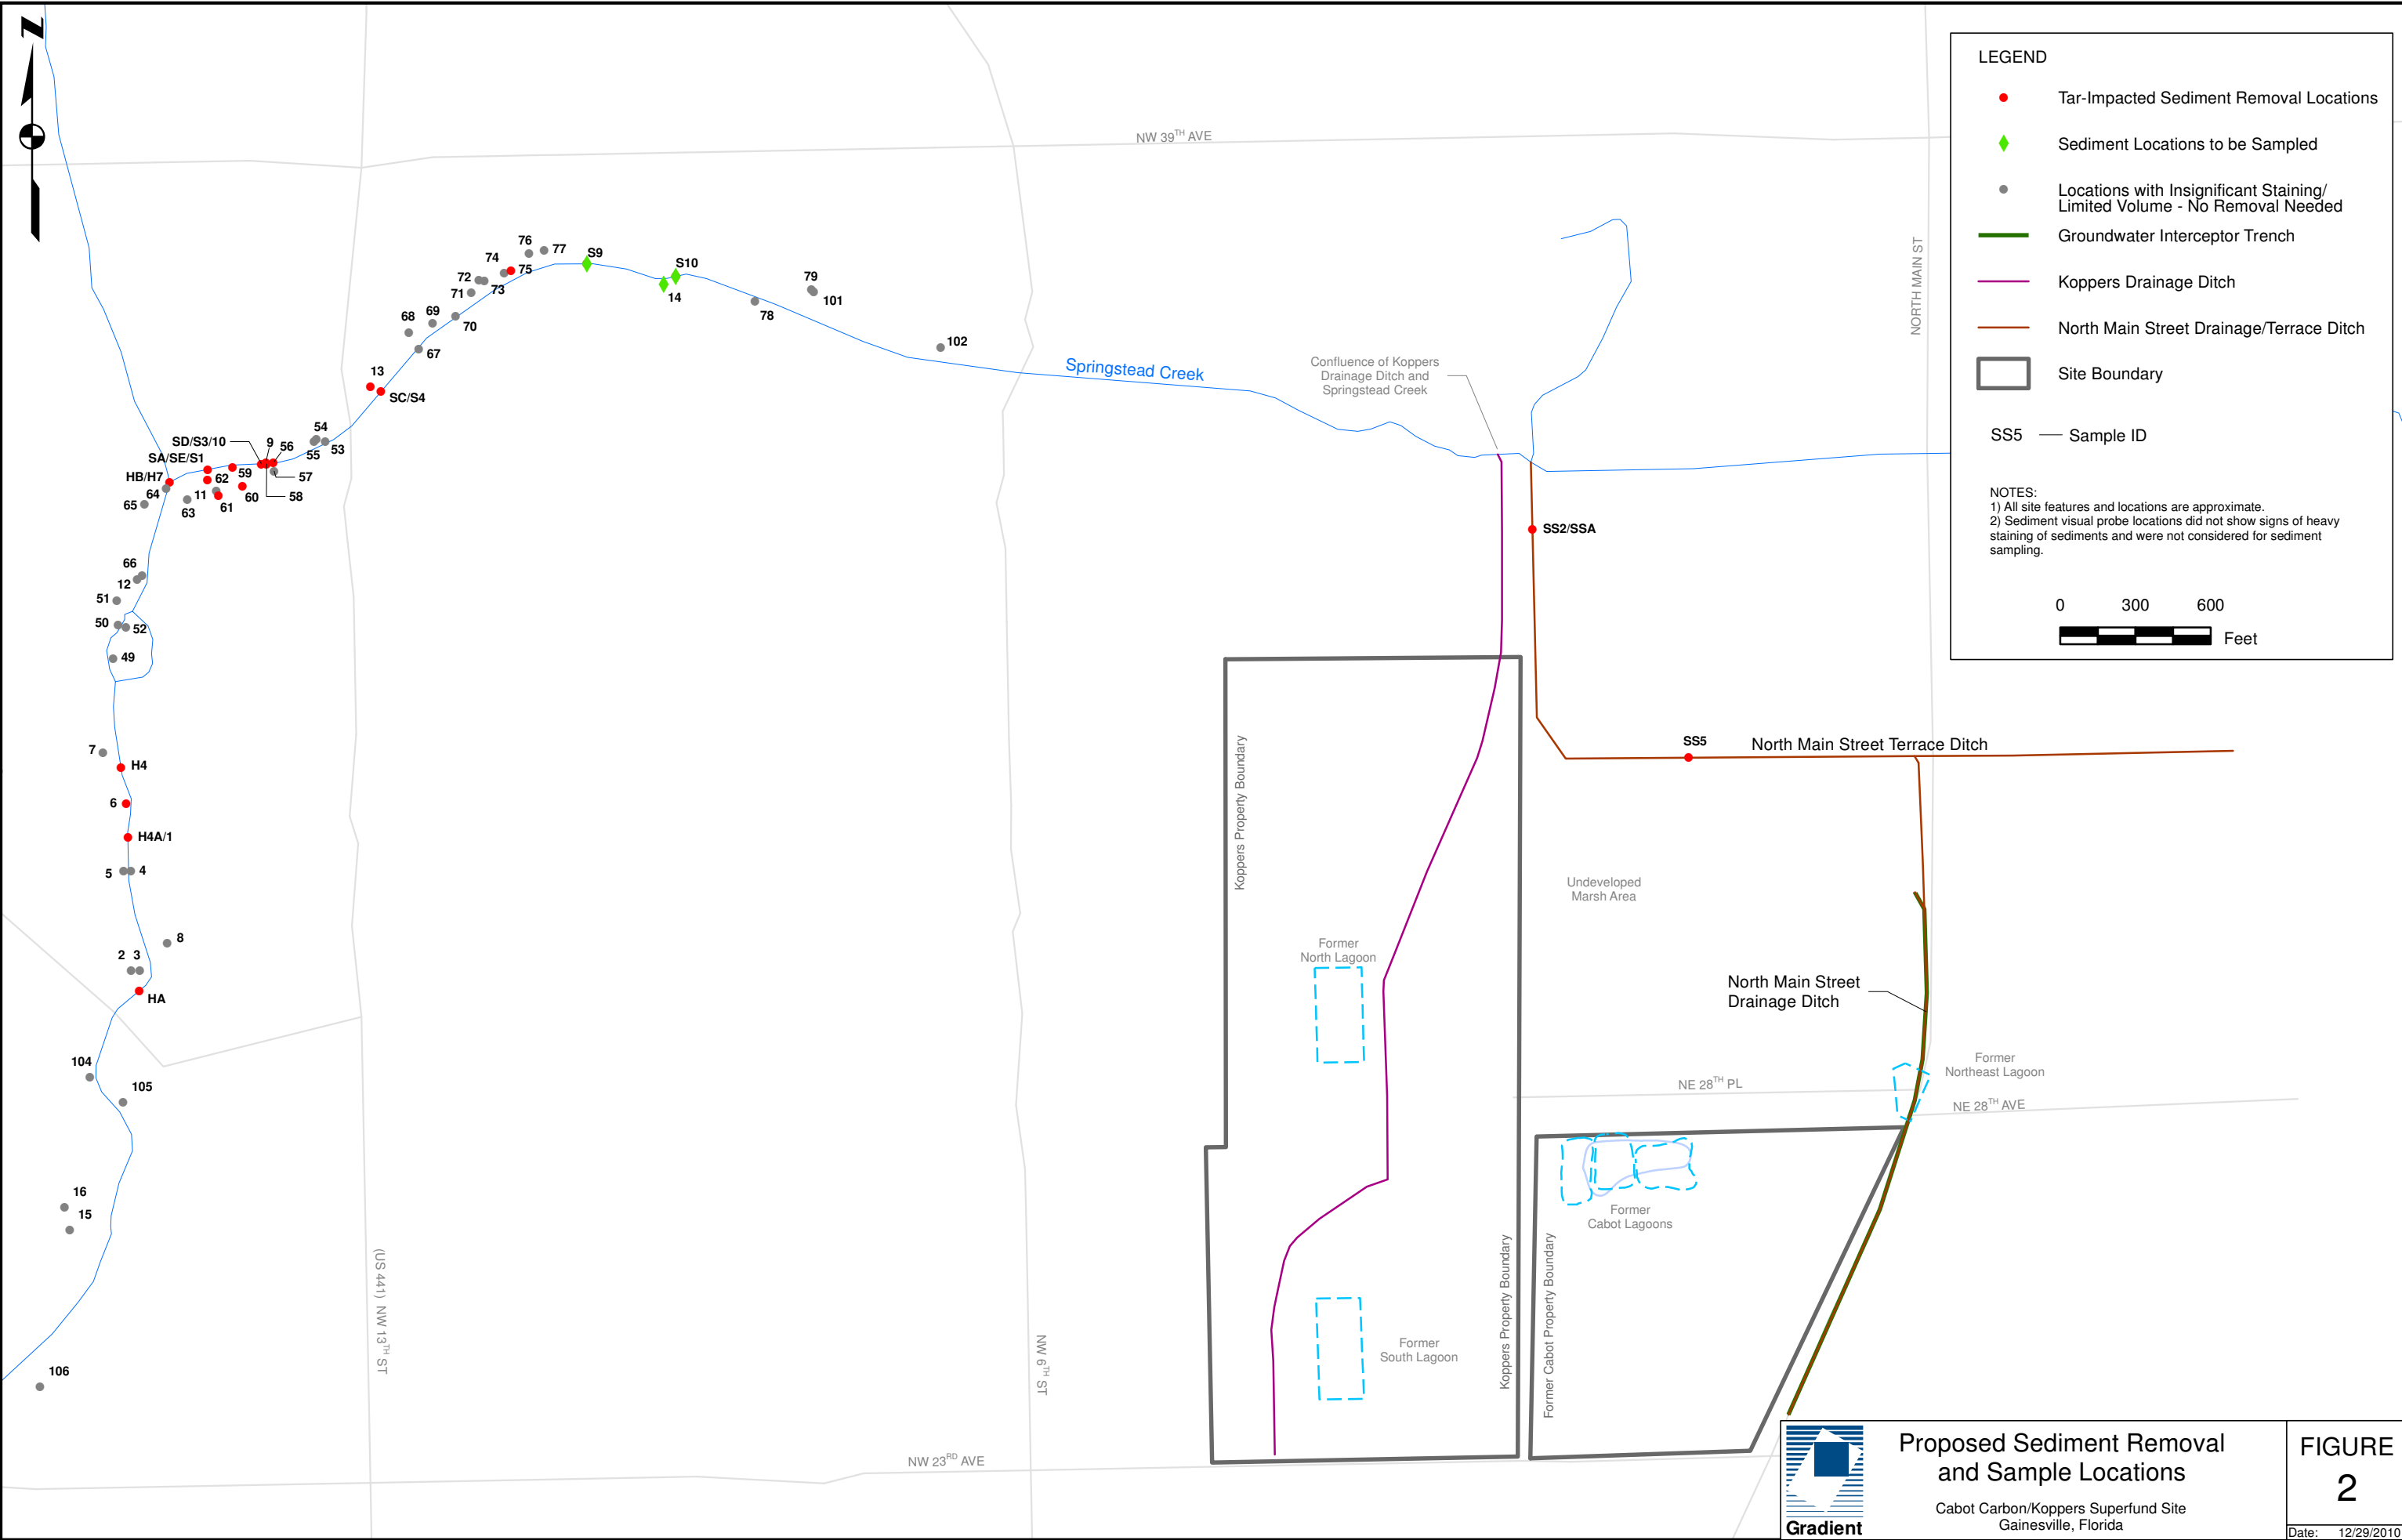 N
NW 39TH AVE
NORTH MAIN ST
LEGEND
Tar-Impacted Sediment Removal Locations
Sediment Locations to be Sampled
Locations with Insignificant Staining/
Limited Volume - No Removal Needed
Groundwater Interceptor Trench
Koppers Drainage Ditch
North Main Street Drainage/Terrace Ditch
Site Boundary
SS5 — Sample ID
NOTES:
1) All site features and locations are approximate.
2) Sediment visual probe locations did not show signs of heavy
staining of sediments and were not considered for sediment
sampling.
0 300 600
Feet
76
77
74
75
72
73
71
S9
S10
14
79
101
78
102
68
69
70
67
13
SC/S4
54
55
53
SD/S3/10
9
56
SA/SE/S1
57
58
59
HB/H7
62
60
64
11
61
65
63
66
12
51
50
52
49
7
H4
6
H4A/1
5
4
8
2 3
HA
104
105
16
15
106
Springstead Creek
Confluence of Koppers
Drainage Ditch and
Springstead Creek
SS2/SSA
SS5
North Main Street Terrace Ditch
Koppers Property Boundary
Undeveloped
Marsh Area
Former
North Lagoon
North Main Street
Drainage Ditch
Former
Northeast Lagoon
NE 28TH PL
NE 28TH AVE
Former
Cabot Lagoons
Koppers Property Boundary
Former Cabot Property Boundary
Former
South Lagoon
(US 441) NW 13TH ST
NW 6TH ST
NW 23RD AVE
Gradient
Proposed Sediment Removal
and Sample Locations
Cabot Carbon/Koppers Superfund Site
Gainesville, Florida
FIGURE
2
Date: 12/29/2010